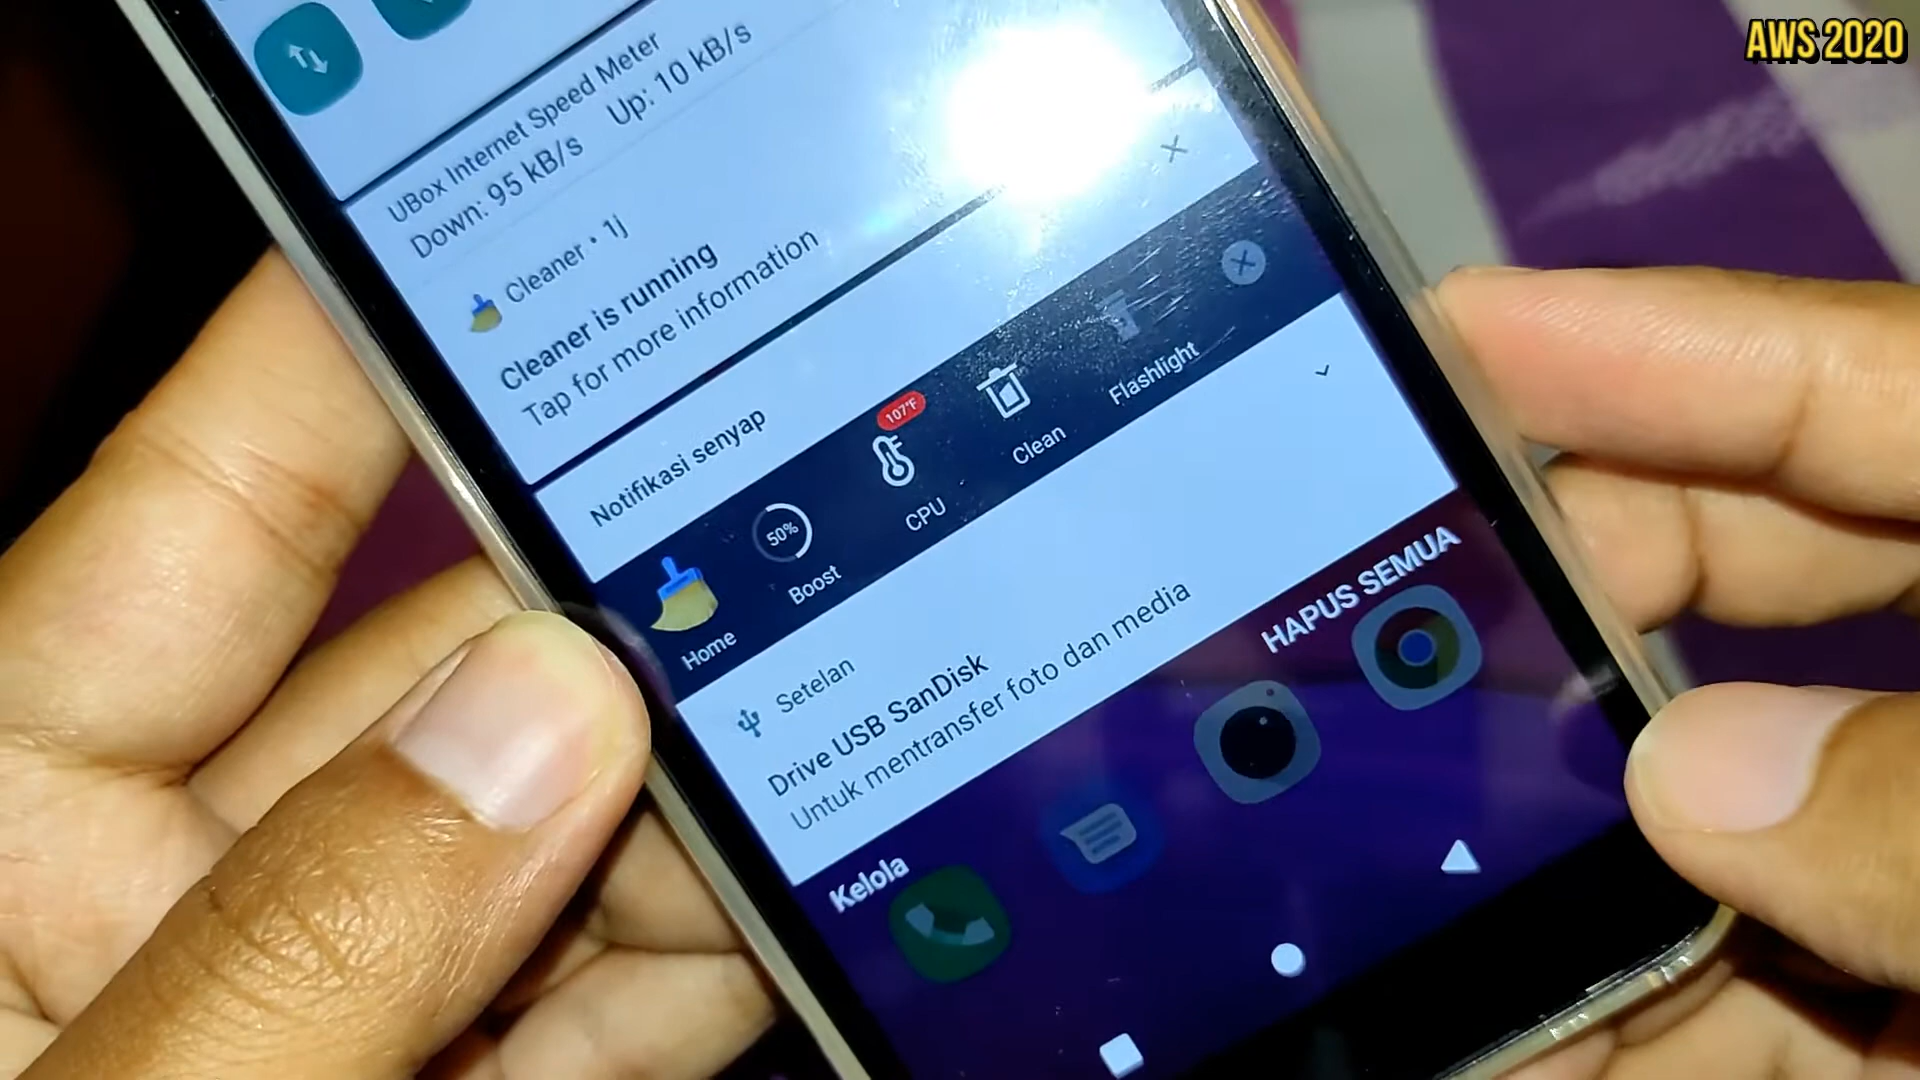 AWS 2020
UBox Internet Speed Meter
Down: 95 kB/s Up: 10 kB/s
Cleaner • 1j
Cleaner is running
Tap for more information
Notifikasi senyap
Home
50%
Boost
107°F
CPU
Clean
Flashlight
Setelan
Drive USB SanDisk
Untuk mentransfer foto dan media
Kelola
HAPUS SEMUA